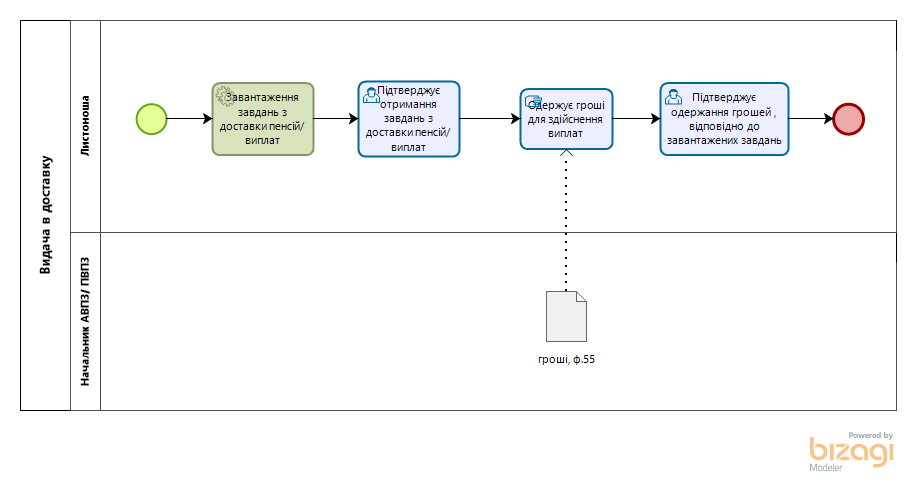 Видача в доставку
Листоноша
Завантаження
завдань з
доставки пенсій/
виплат
Підтверджує
отримання
завдань з
доставки пенсій/
виплат
Одержує гроші
для здійснення
виплат
Підтверджує
одержання грошей ,
відповідно до
завантажених завдань
Начальник АВПЗ/ ПВПЗ
гроші, ф.55
Powered by
bizagi
Modeler